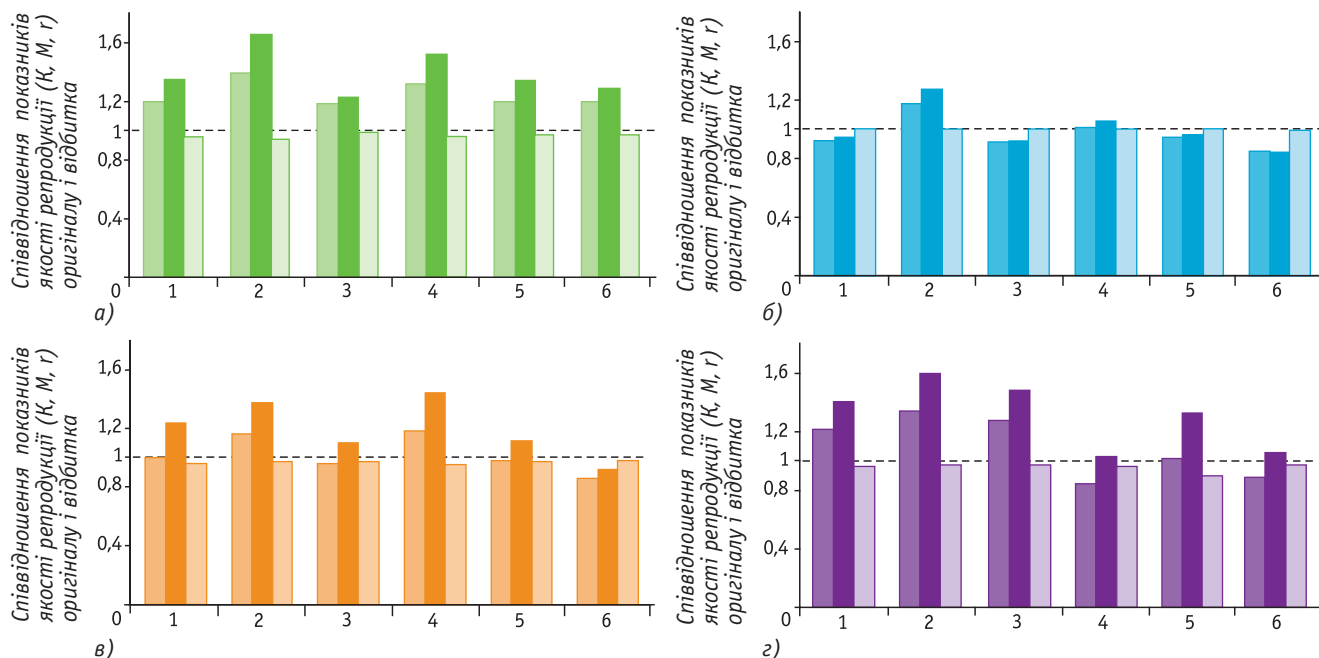 Співвідношення показників
якості репродукції (К, М, r)
оригіналу і відбитка
1,6
1,2
1
0,8
0,4
0
1 2 3 4 5 6
а)
Співвідношення показників
якості репродукції (К, М, r)
оригіналу і відбитка
1,6
1,2
1
0,8
0,4
0
1 2 3 4 5 6
б)
Співвідношення показників
якості репродукції (К, М, r)
оригіналу і відбитка
1,6
1,2
1
0,8
0,4
0
1 2 3 4 5 6
в)
Співвідношення показників
якості репродукції (К, М, r)
оригіналу і відбитка
1,6
1,2
1
0,8
0,4
0
1 2 3 4 5 6
г)